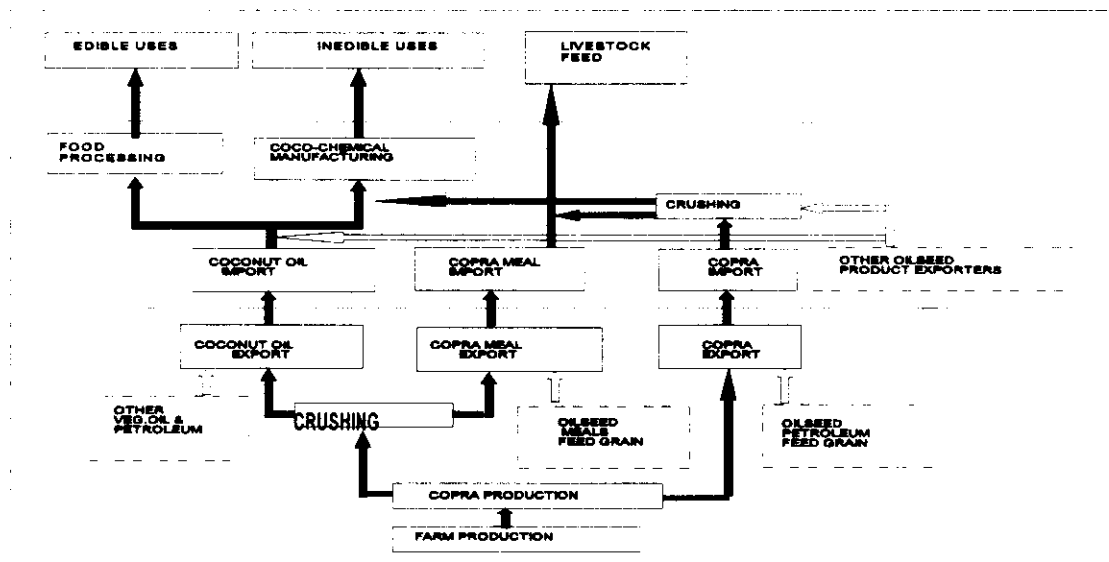 EDIBLE USES
INEDIBLE USES
LIVESTOCK
FEED
FOOD
PROCESSING
COCO-CHEMICAL
MANUFACTURING
CRUSHING
COCONUT OIL
IMPORT
COPRA MEAL
IMPORT
COPRA
IMPORT
OTHER OILSEED
PRODUCT EXPORTERS
COCONUT OIL
EXPORT
COPRA MEAL
EXPORT
COPRA
EXPORT
OTHER
VEG.OIL &
PETROLEUM
CRUSHING
OILSEED
MEALS
FEED GRAIN
OILSEED
PETROLEUM
FEED GRAIN
COPRA PRODUCTION
FARM PRODUCTION